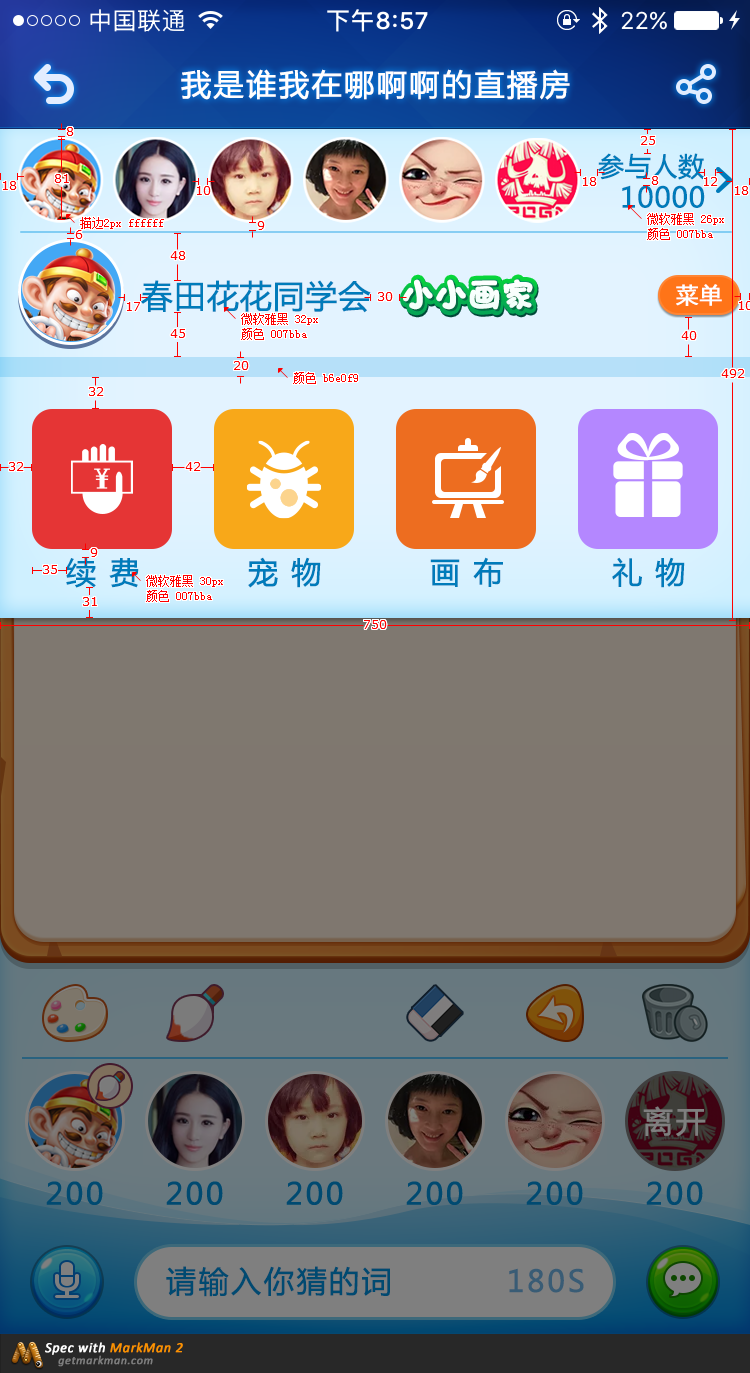 中国联通 下午8:57 22%
我是谁我在哪啊啊啊的直播房
8
25
18 81 10 18 8 12 18
参与人数
10000
描边2px ffffff
9
微软雅黑 26px
颜色 007bba
6
48
春田花花同学会 小小画家 菜单
17 30 10
微软雅黑 32px
颜色 007bba
45
40
20
颜色 b6e0f9
492
32
32 42
¥
9
续费 宠物 画布 礼物
35
微软雅黑 30px
颜色 007bba
31
750
离开
200 200 200 200 200 200
请输入你猜的词 180S
Spec with MarkMan 2
getmarkman.com